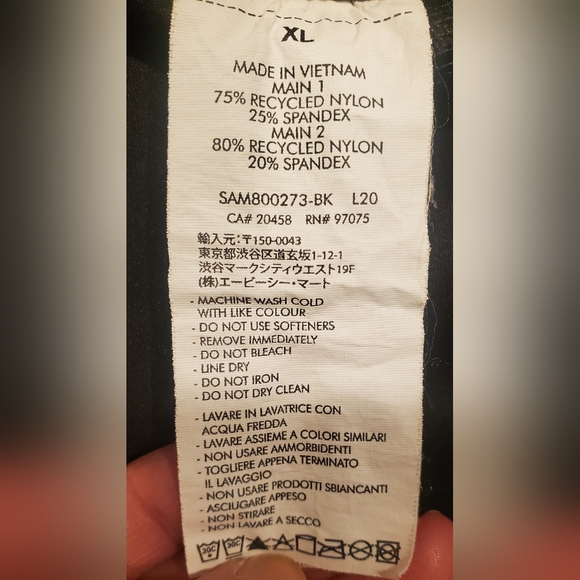 XL
MADE IN VIETNAM
MAIN 1
75% RECYCLED NYLON
25% SPANDEX
MAIN 2
80% RECYCLED NYLON
20% SPANDEX
SAM800273-BK L20
CA# 20458 RN# 97075
輸入元:〒150-0043
東京都渋谷区道玄坂1-12-1
渋谷マークシティウエスト19F
(株)エービーシー・マート
- MACHINE WASH COLD
WITH LIKE COLOUR
- DO NOT USE SOFTENERS
- REMOVE IMMEDIATELY
- DO NOT BLEACH
- LINE DRY
- DO NOT IRON
- DO NOT DRY CLEAN
- LAVARE IN LAVATRICE CON
ACQUA FREDDA
- LAVARE ASSIEME A COLORI SIMILARI
- NON USARE AMMORBIDENTI
- TOGLIERE APPENA TERMINATO
IL LAVAGGIO
- NON USARE PRODOTTI SBIANCANTI
- ASCIUGARE APPESO
- NON STIRARE
- NON LAVARE A SECCO
30C 30C